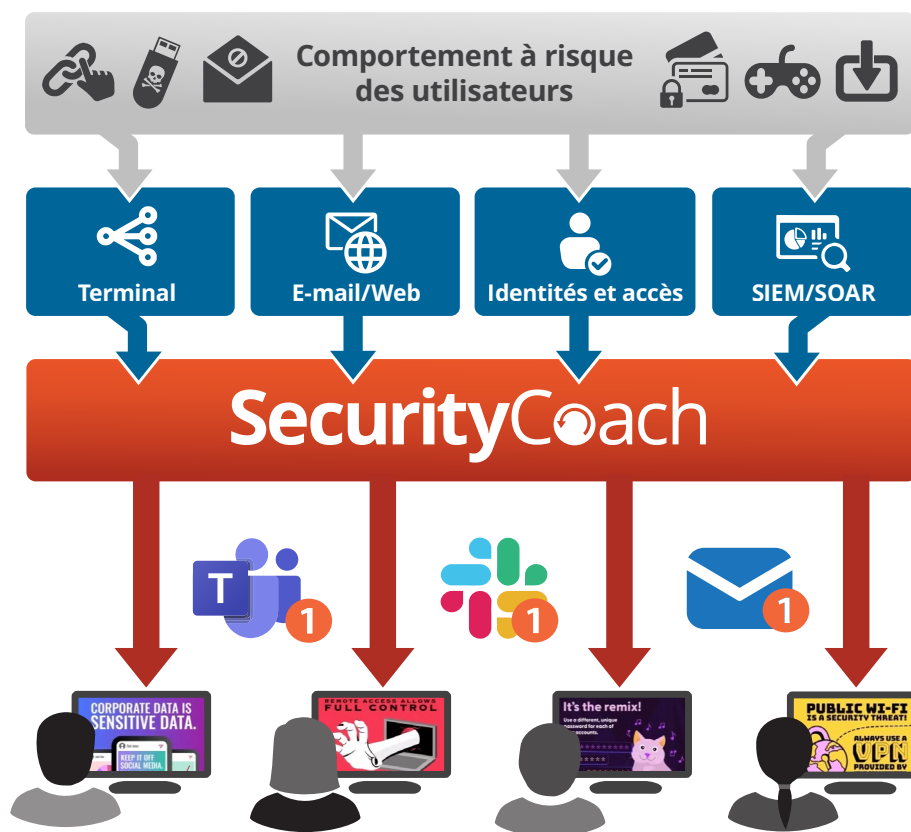 Comportement à risque
des utilisateurs
Terminal
E-mail/Web
Identités et accès
SIEM/SOAR
SecurityCoach
T
1
1
1
CORPORATE DATA IS
SENSITIVE DATA.
KEEP IT OFF
SOCIAL MEDIA.
REMOTE ACCESS ALLOWS
FULL CONTROL
It's the remix!
Use a different, unique
password for each of
accounts.
PUBLIC WI-FI
IS A SECURITY THREAT!
ALWAYS USE A
VPN
PROVIDED BY